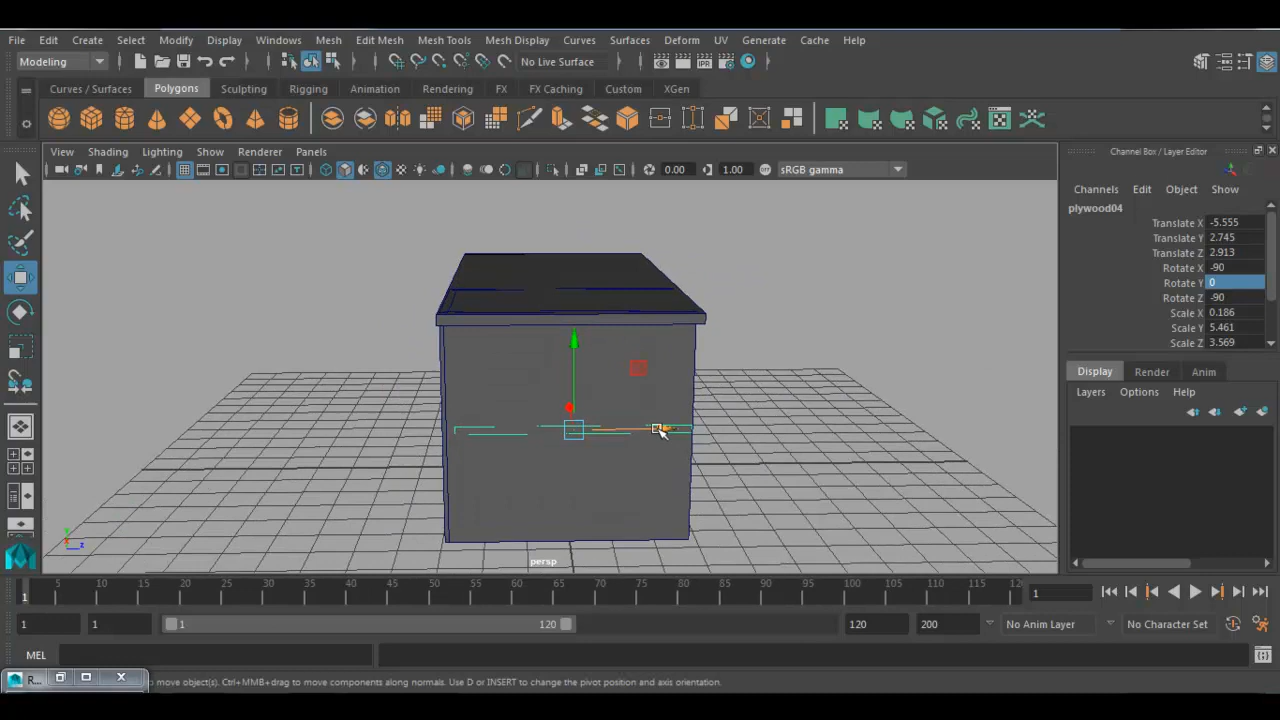 File Edit Create Select Modify Display Windows Mesh Edit Mesh Mesh Tools Mesh Display Curves Surfaces Deform UV Generate Cache Help
Modeling No Live Surface
Curves / Surfaces Polygons Sculpting Rigging Animation Rendering FX FX Caching Custom XGen
View Shading Lighting Show Renderer Panels
0.00 1.00 sRGB gamma
Channel Box / Layer Editor
Channels Edit Object Show
plywood04
Translate X -5.555
Translate Y 2.745
Translate Z 2.913
Rotate X -90
Rotate Y 0
Rotate Z -90
Scale X 0.186
Scale Y 5.461
Scale Z 3.569
Display Render Anim
Layers Options Help
persp
1 5 10 15 20 25 30 35 40 45 50 55 60 65 70 75 80 85 90 95 100 105 110 115 12 1
1 1 1 120 120 200 No Anim Layer No Character Set
MEL
R... to move object(s). Ctrl+MMB+drag to move components along normals. Use D or INSERT to change the pivot position and axis orientation.